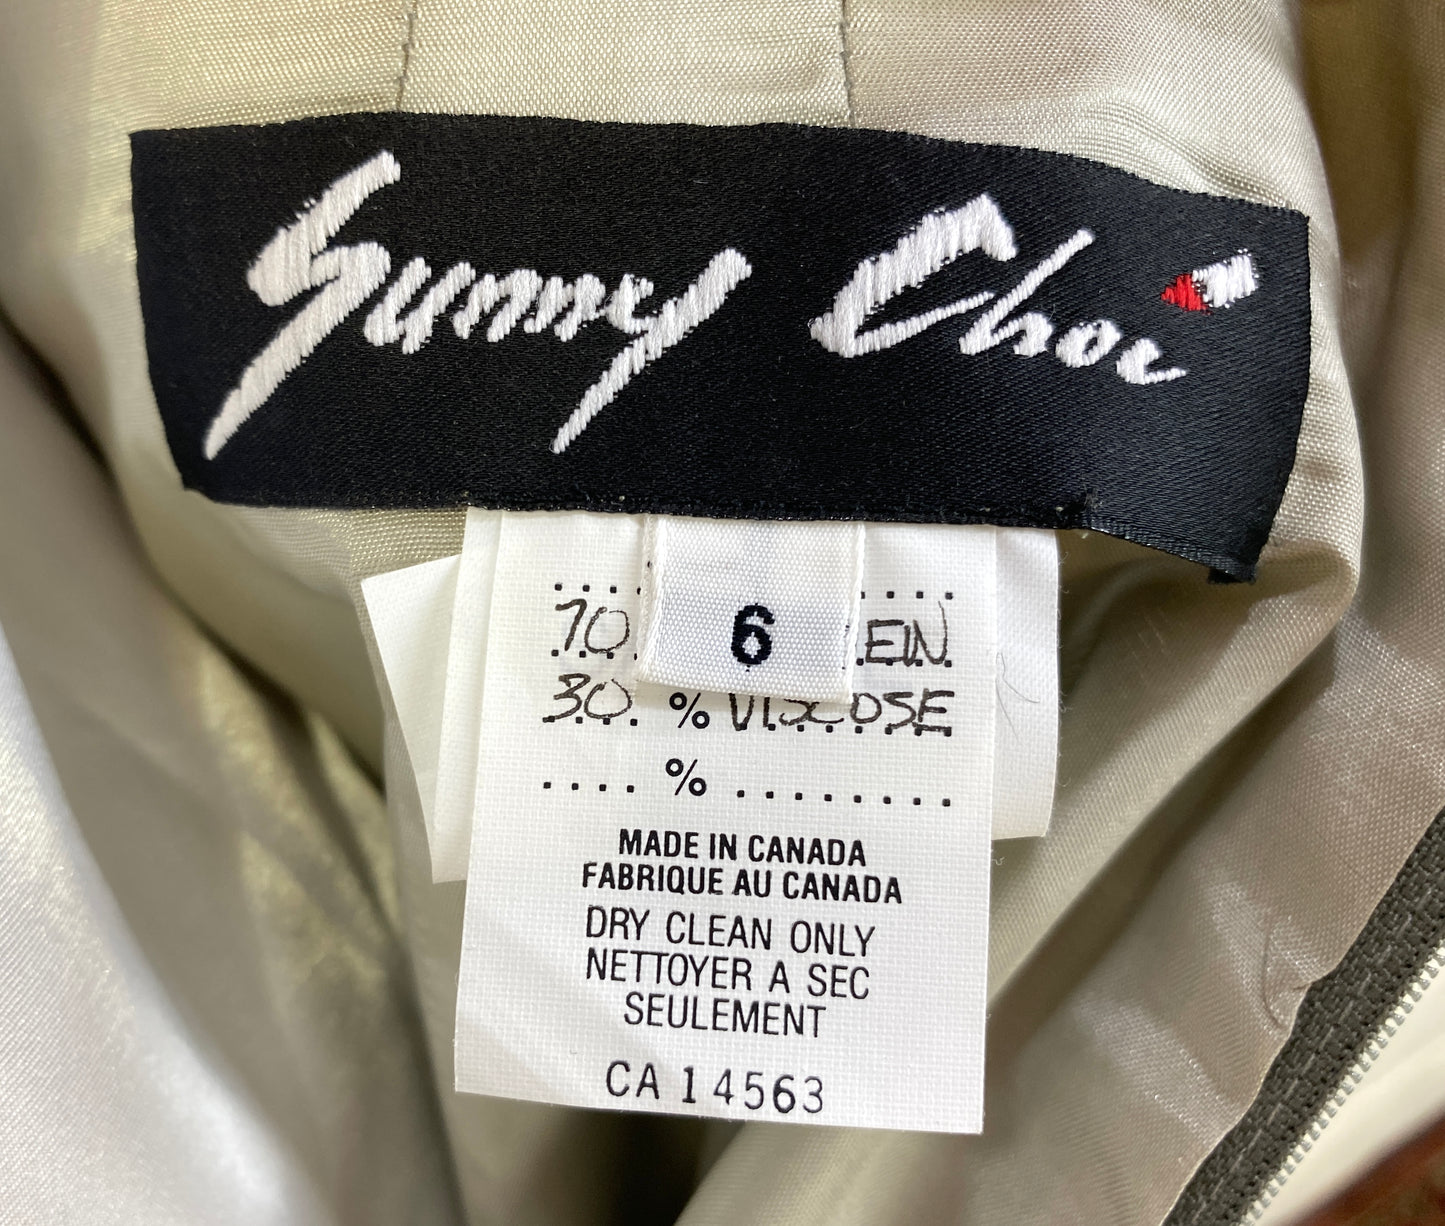 Sunny Choi
6
70. EIN
30. % VISCOSE
%
MADE IN CANADA
FABRIQUE AU CANADA
DRY CLEAN ONLY
NETTOYER A SEC
SEULEMENT
CA 14563